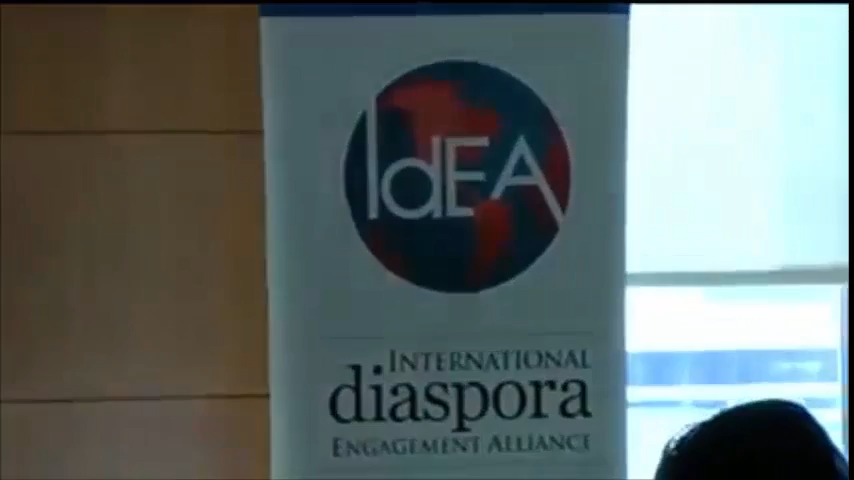 IdEA
INTERNATIONAL
diaspora
ENGAGEMENT ALLIANCE